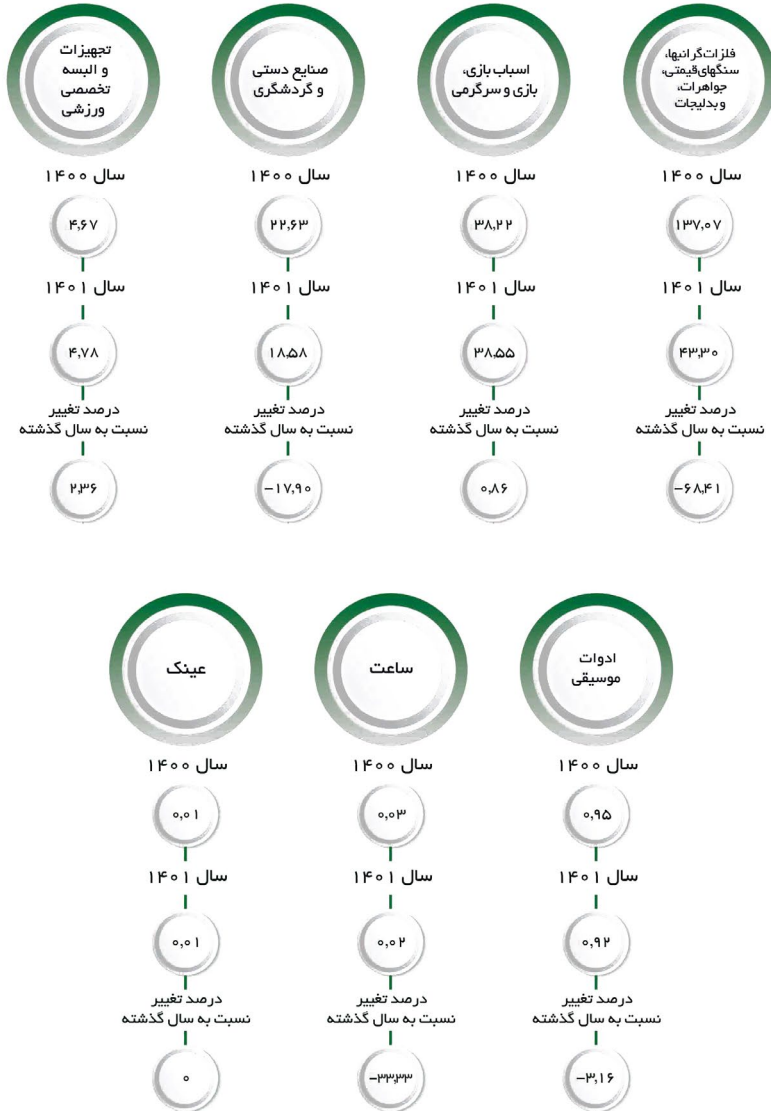 فلزات گرانبها،
سنگهای قیمتی،
جواهرات،
و بدلیجات
سال ۱۴۰۰
۱۳۷,۰۷
سال ۱۴۰۱
۴۳,۳۰
درصد تغییر
نسبت به سال گذشته
-۶۸,۴۱
اسباب بازی،
بازی و سرگرمی
سال ۱۴۰۰
۳۸,۲۲
سال ۱۴۰۱
۳۸,۵۵
درصد تغییر
نسبت به سال گذشته
۰,۸۶
صنایع دستی
و گردشگری
سال ۱۴۰۰
۲۲,۶۳
سال ۱۴۰۱
۱۸,۵۸
درصد تغییر
نسبت به سال گذشته
-۱۷,۹۰
تجهیزات
و البسه
تخصصی
ورزشی
سال ۱۴۰۰
۴,۶۷
سال ۱۴۰۱
۴,۷۸
درصد تغییر
نسبت به سال گذشته
۲,۳۶
ادوات
موسیقی
سال ۱۴۰۰
۰,۹۵
سال ۱۴۰۱
۰,۹۲
درصد تغییر
نسبت به سال گذشته
-۳,۱۶
ساعت
سال ۱۴۰۰
۰,۰۳
سال ۱۴۰۱
۰,۰۲
درصد تغییر
نسبت به سال گذشته
-۳۳,۳۳
عینک
سال ۱۴۰۰
۰,۰۱
سال ۱۴۰۱
۰,۰۱
درصد تغییر
نسبت به سال گذشته
۰